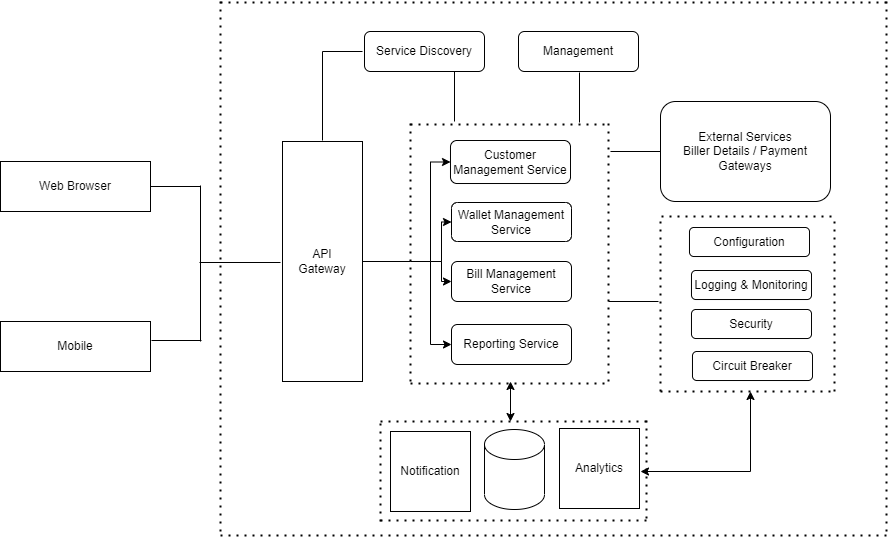 Service Discovery
Management
External Services
Biller Details / Payment
Gateways
Customer
Management Service
Web Browser
Wallet Management
Service
API
Gateway
Configuration
Bill Management
Service
Logging & Monitoring
Security
Mobile
Reporting Service
Circuit Breaker
Notification
Analytics